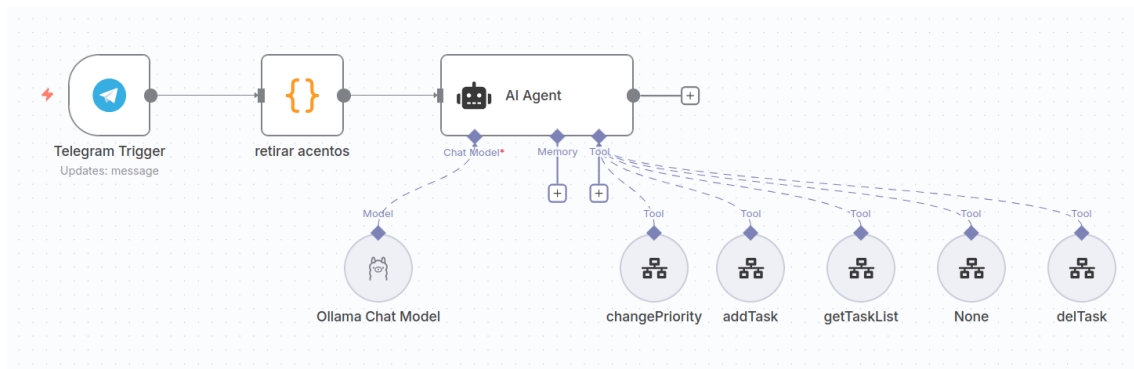 AI Agent
Telegram Trigger
Updates: message
retirar acentos
Chat Model*
Memory
Tool
Model
Tool
Tool
Tool
Tool
Tool
Ollama Chat Model
changePriority
addTask
getTaskList
None
delTask